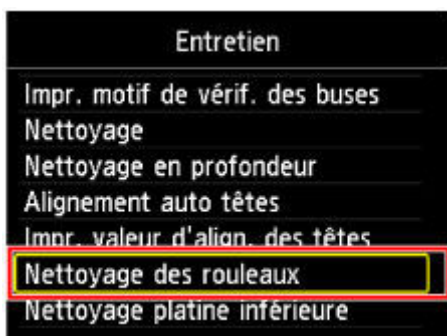 Entretien
Impr. motif de vérif. des buses
Nettoyage
Nettoyage en profondeur
Alignement auto têtes
Impr. valeur d'align. des têtes
Nettoyage des rouleaux
Nettoyage platine inférieure